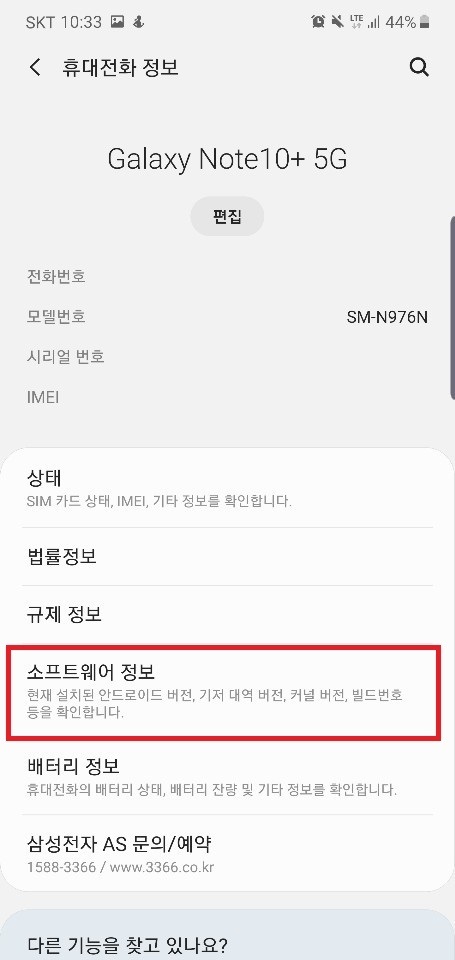 SKT 10:33 LTE 44%
휴대전화 정보
Galaxy Note10+ 5G
편집
전화번호
모델번호 SM-N976N
시리얼 번호
IMEI
상태
SIM 카드 상태, IMEI, 기타 정보를 확인합니다.
법률정보
규제 정보
소프트웨어 정보
현재 설치된 안드로이드 버전, 기저 대역 버전, 커널 버전, 빌드번호
등을 확인합니다.
배터리 정보
휴대전화의 배터리 상태, 배터리 잔량 및 기타 정보를 확인합니다.
삼성전자 AS 문의/예약
1588-3366 / www.3366.co.kr
다른 기능을 찾고 있나요?